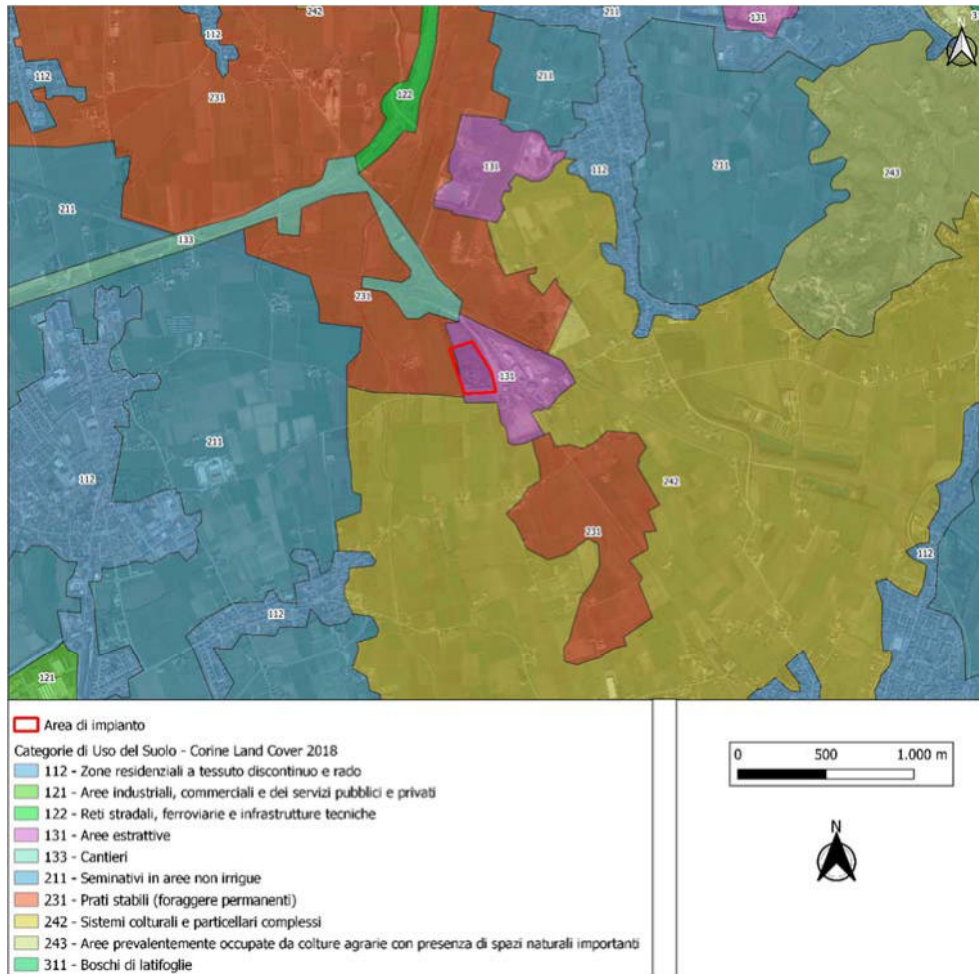 242
211
131
3
112
N
112
211
231
122
131
112
211
243
211
133
231
131
211
112
242
231
112
112
121
Area di impianto
Categorie di Uso del Suolo - Corine Land Cover 2018
112 - Zone residenziali a tessuto discontinuo e rado
121 - Aree industriali, commerciali e dei servizi pubblici e privati
122 - Reti stradali, ferroviarie e infrastrutture tecniche
131 - Aree estrattive
133 - Cantieri
211 - Seminativi in aree non irrigue
231 - Prati stabili (foraggere permanenti)
242 - Sistemi colturali e particellari complessi
243 - Aree prevalentemente occupate da colture agrarie con presenza di spazi naturali importanti
311 - Boschi di latifoglie
0 500 1.000 m
N